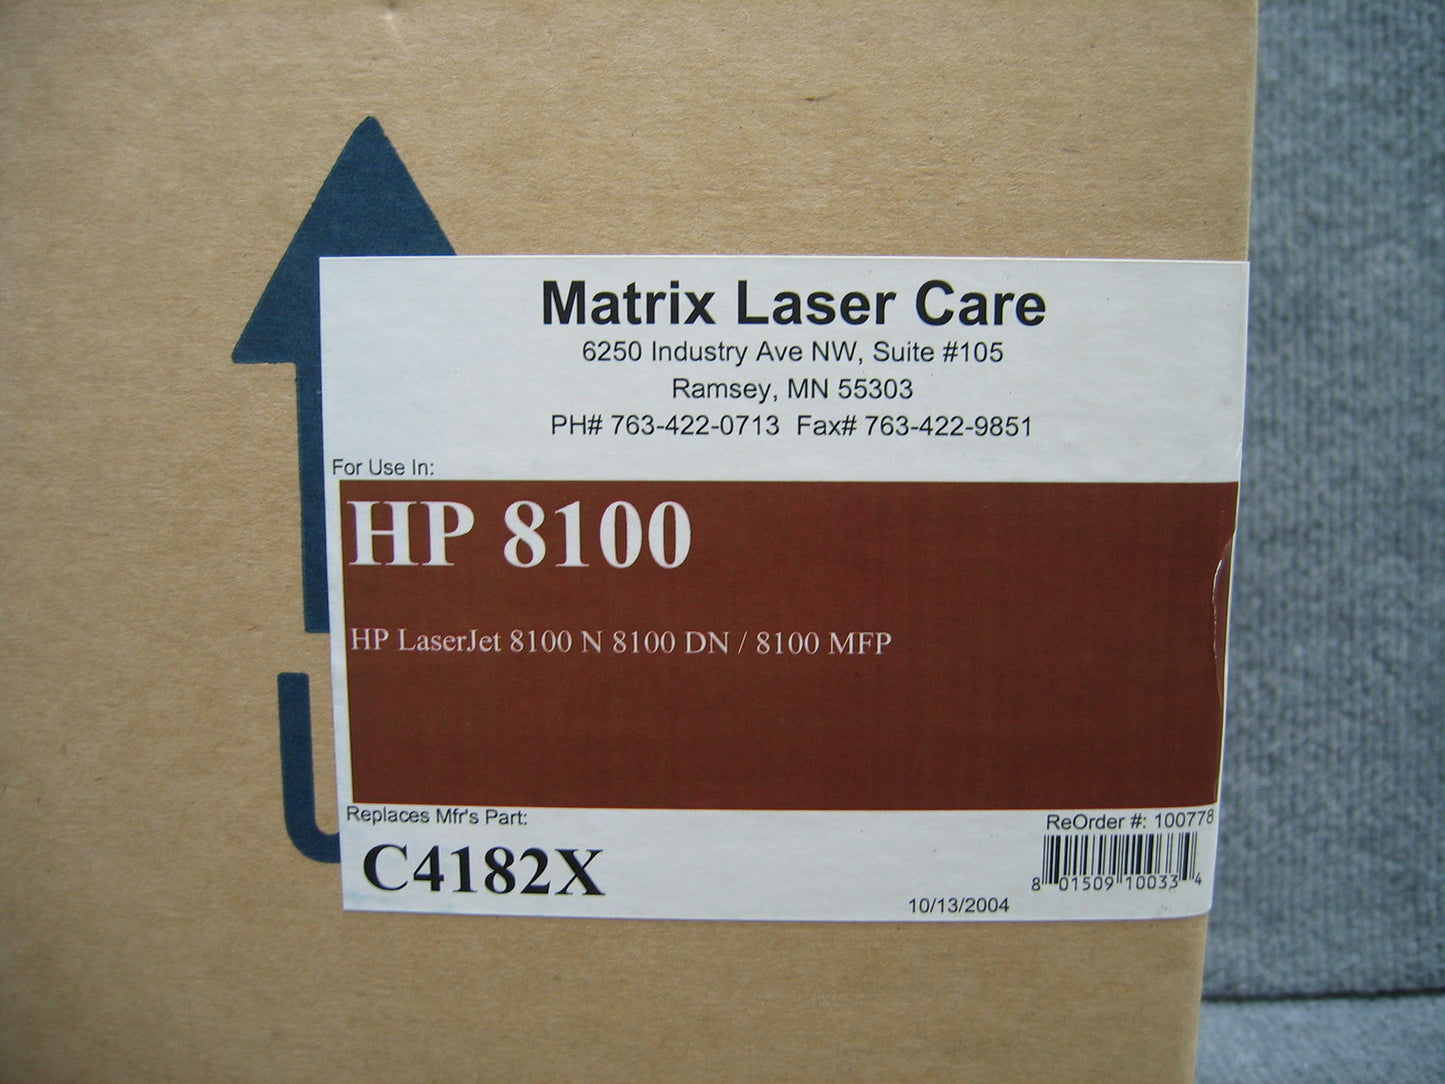 Matrix Laser Care
6250 Industry Ave NW, Suite #105
Ramsey, MN 55303
PH# 763-422-0713 Fax# 763-422-9851
For Use In:
HP 8100
HP LaserJet 8100 N 8100 DN / 8100 MFP
Replaces Mfr's Part:
C4182X
ReOrder #: 100778
8 01509 10033 4
10/13/2004